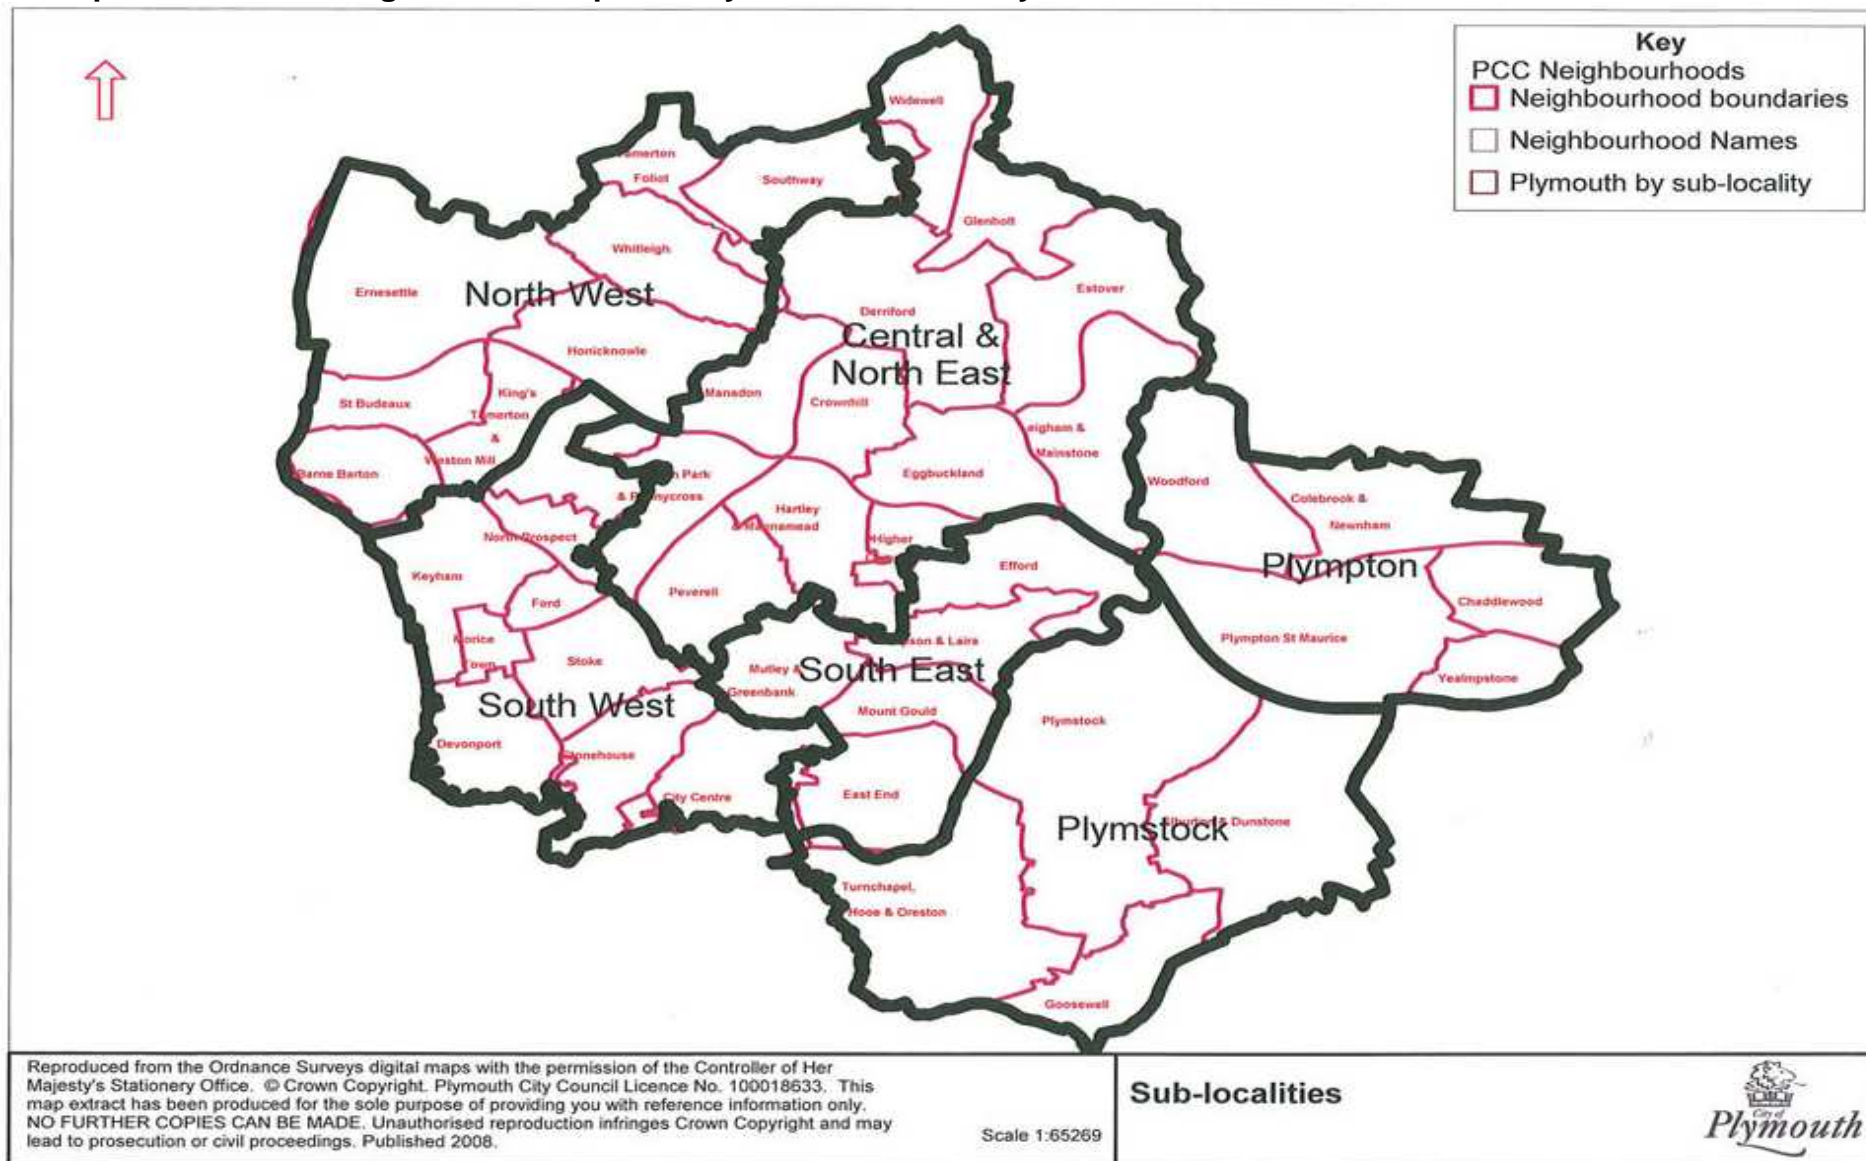 Key
PCC Neighbourhoods
Neighbourhood boundaries
Neighbourhood Names
Plymouth by sub-locality
Widewell
Foliot
Southway
Glenholt
Whitleigh
Ernesettle
North West
Estover
Derriford
Central &
North East
Honicknowle
Manadon
Crownhill
St Budeaux
King's
&
Weston Mill
Barne Barton
Mainstone
Eggbuckland
Woodford
Colebrook &
Newnham
Park
Hartley
Higher
North Prospect
Plympton
Keyham
Efford
Ford
Peverell
Chaddlewood
Plympton St Maurice
Stoke
Mutley &
Greenbank
South East
Yealmpstone
South West
Mount Gould
Plymstock
Devonport
East End
City Centre
Plymstock
& Dunstone
Turnchapel,
Hooe & Oreston
Goosewell
Reproduced from the Ordnance Surveys digital maps with the permission of the Controller of Her
Majesty's Stationery Office. © Crown Copyright. Plymouth City Council Licence No. 100018633. This
map extract has been produced for the sole purpose of providing you with reference information only.
NO FURTHER COPIES CAN BE MADE. Unauthorised reproduction infringes Crown Copyright and may
lead to prosecution or civil proceedings. Published 2008.
Scale 1:65269
Sub-localities
City of
Plymouth